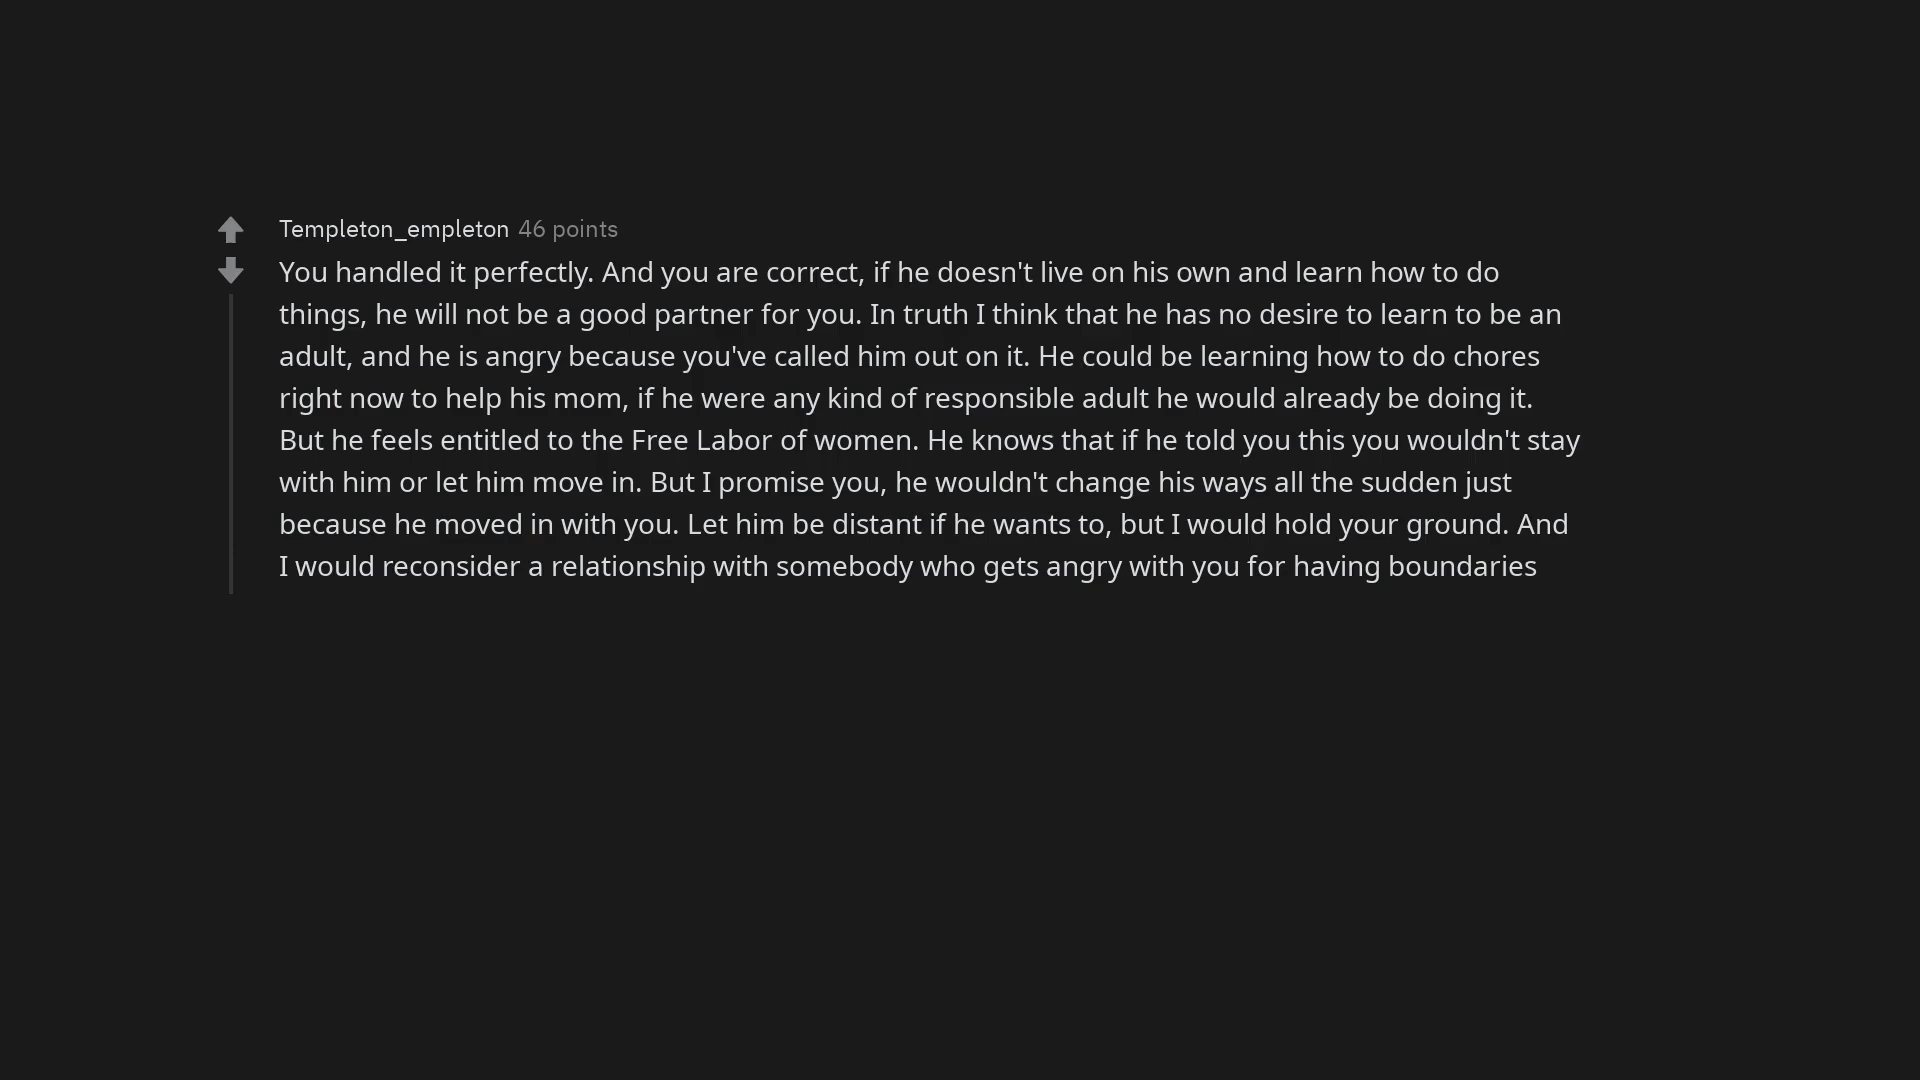 Templeton_empleton 46 points
You handled it perfectly. And you are correct, if he doesn't live on his own and learn how to do
things, he will not be a good partner for you. In truth I think that he has no desire to learn to be an
adult, and he is angry because you've called him out on it. He could be learning how to do chores
right now to help his mom, if he were any kind of responsible adult he would already be doing it.
But he feels entitled to the Free Labor of women. He knows that if he told you this you wouldn't stay
with him or let him move in. But I promise you, he wouldn't change his ways all the sudden just
because he moved in with you. Let him be distant if he wants to, but I would hold your ground. And
I would reconsider a relationship with somebody who gets angry with you for having boundaries